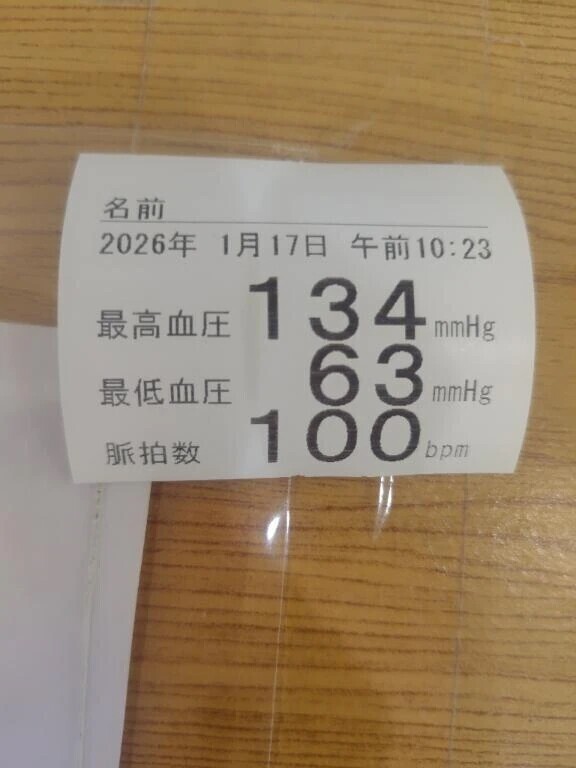 名前
2026年 1月17日 午前10:23
最高血圧 134 mmHg
最低血圧 63 mmHg
脈拍数 100 bpm